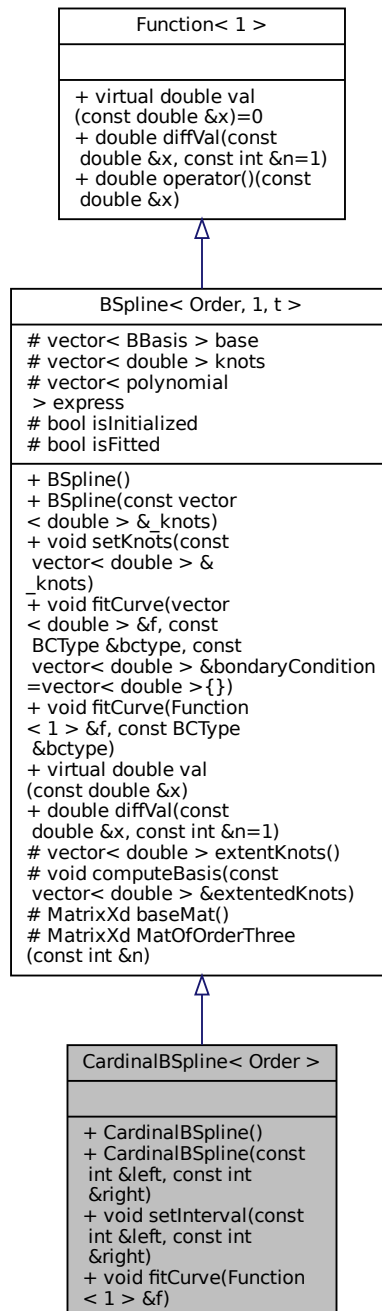 Function< 1 >
+ virtual double val
(const double &x)=0
+ double diffVal(const
double &x, const int &n=1)
+ double operator()(const
double &x)
BSpline< Order, 1, t >
# vector< BBasis > base
# vector< double > knots
# vector< polynomial
> express
# bool isInitialized
# bool isFitted
+ BSpline()
+ BSpline(const vector
< double > &_knots)
+ void setKnots(const
vector< double > &
_knots)
+ void fitCurve(vector
< double > &f, const
BCType &bctype, const
vector< double > &bondaryCondition
=vector< double >{})
+ void fitCurve(Function
< 1 > &f, const BCType
&bctype)
+ virtual double val
(const double &x)
+ double diffVal(const
double &x, const int &n=1)
# vector< double > extentKnots()
# void computeBasis(const
vector< double > &extentedKnots)
# MatrixXd baseMat()
# MatrixXd MatOfOrderThree
(const int &n)
CardinalBSpline< Order >
+ CardinalBSpline()
+ CardinalBSpline(const
int &left, const int
&right)
+ void setInterval(const
int &left, const int
&right)
+ void fitCurve(Function
< 1 > &f)